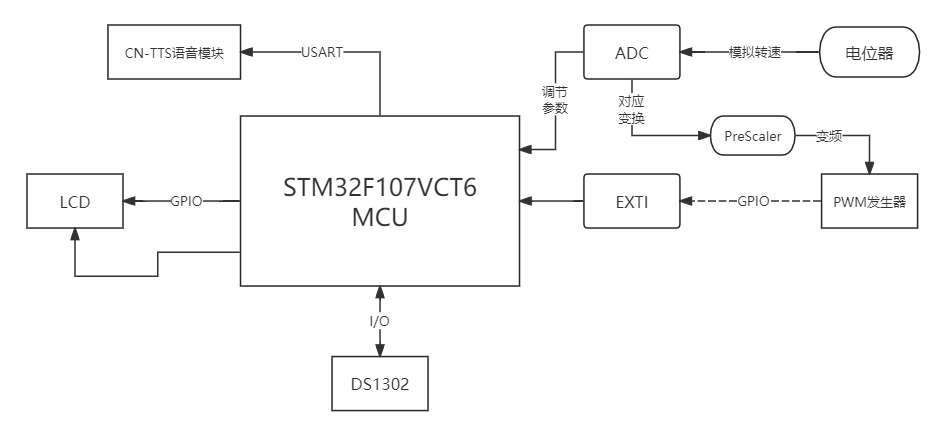 CN-TTS语音模块
USART
ADC
模拟转速
电位器
调节
参数
对应
变换
PreScaler
变频
STM32F107VCT6
MCU
LCD
GPIO
EXTI
GPIO
PWM发生器
I/O
DS1302